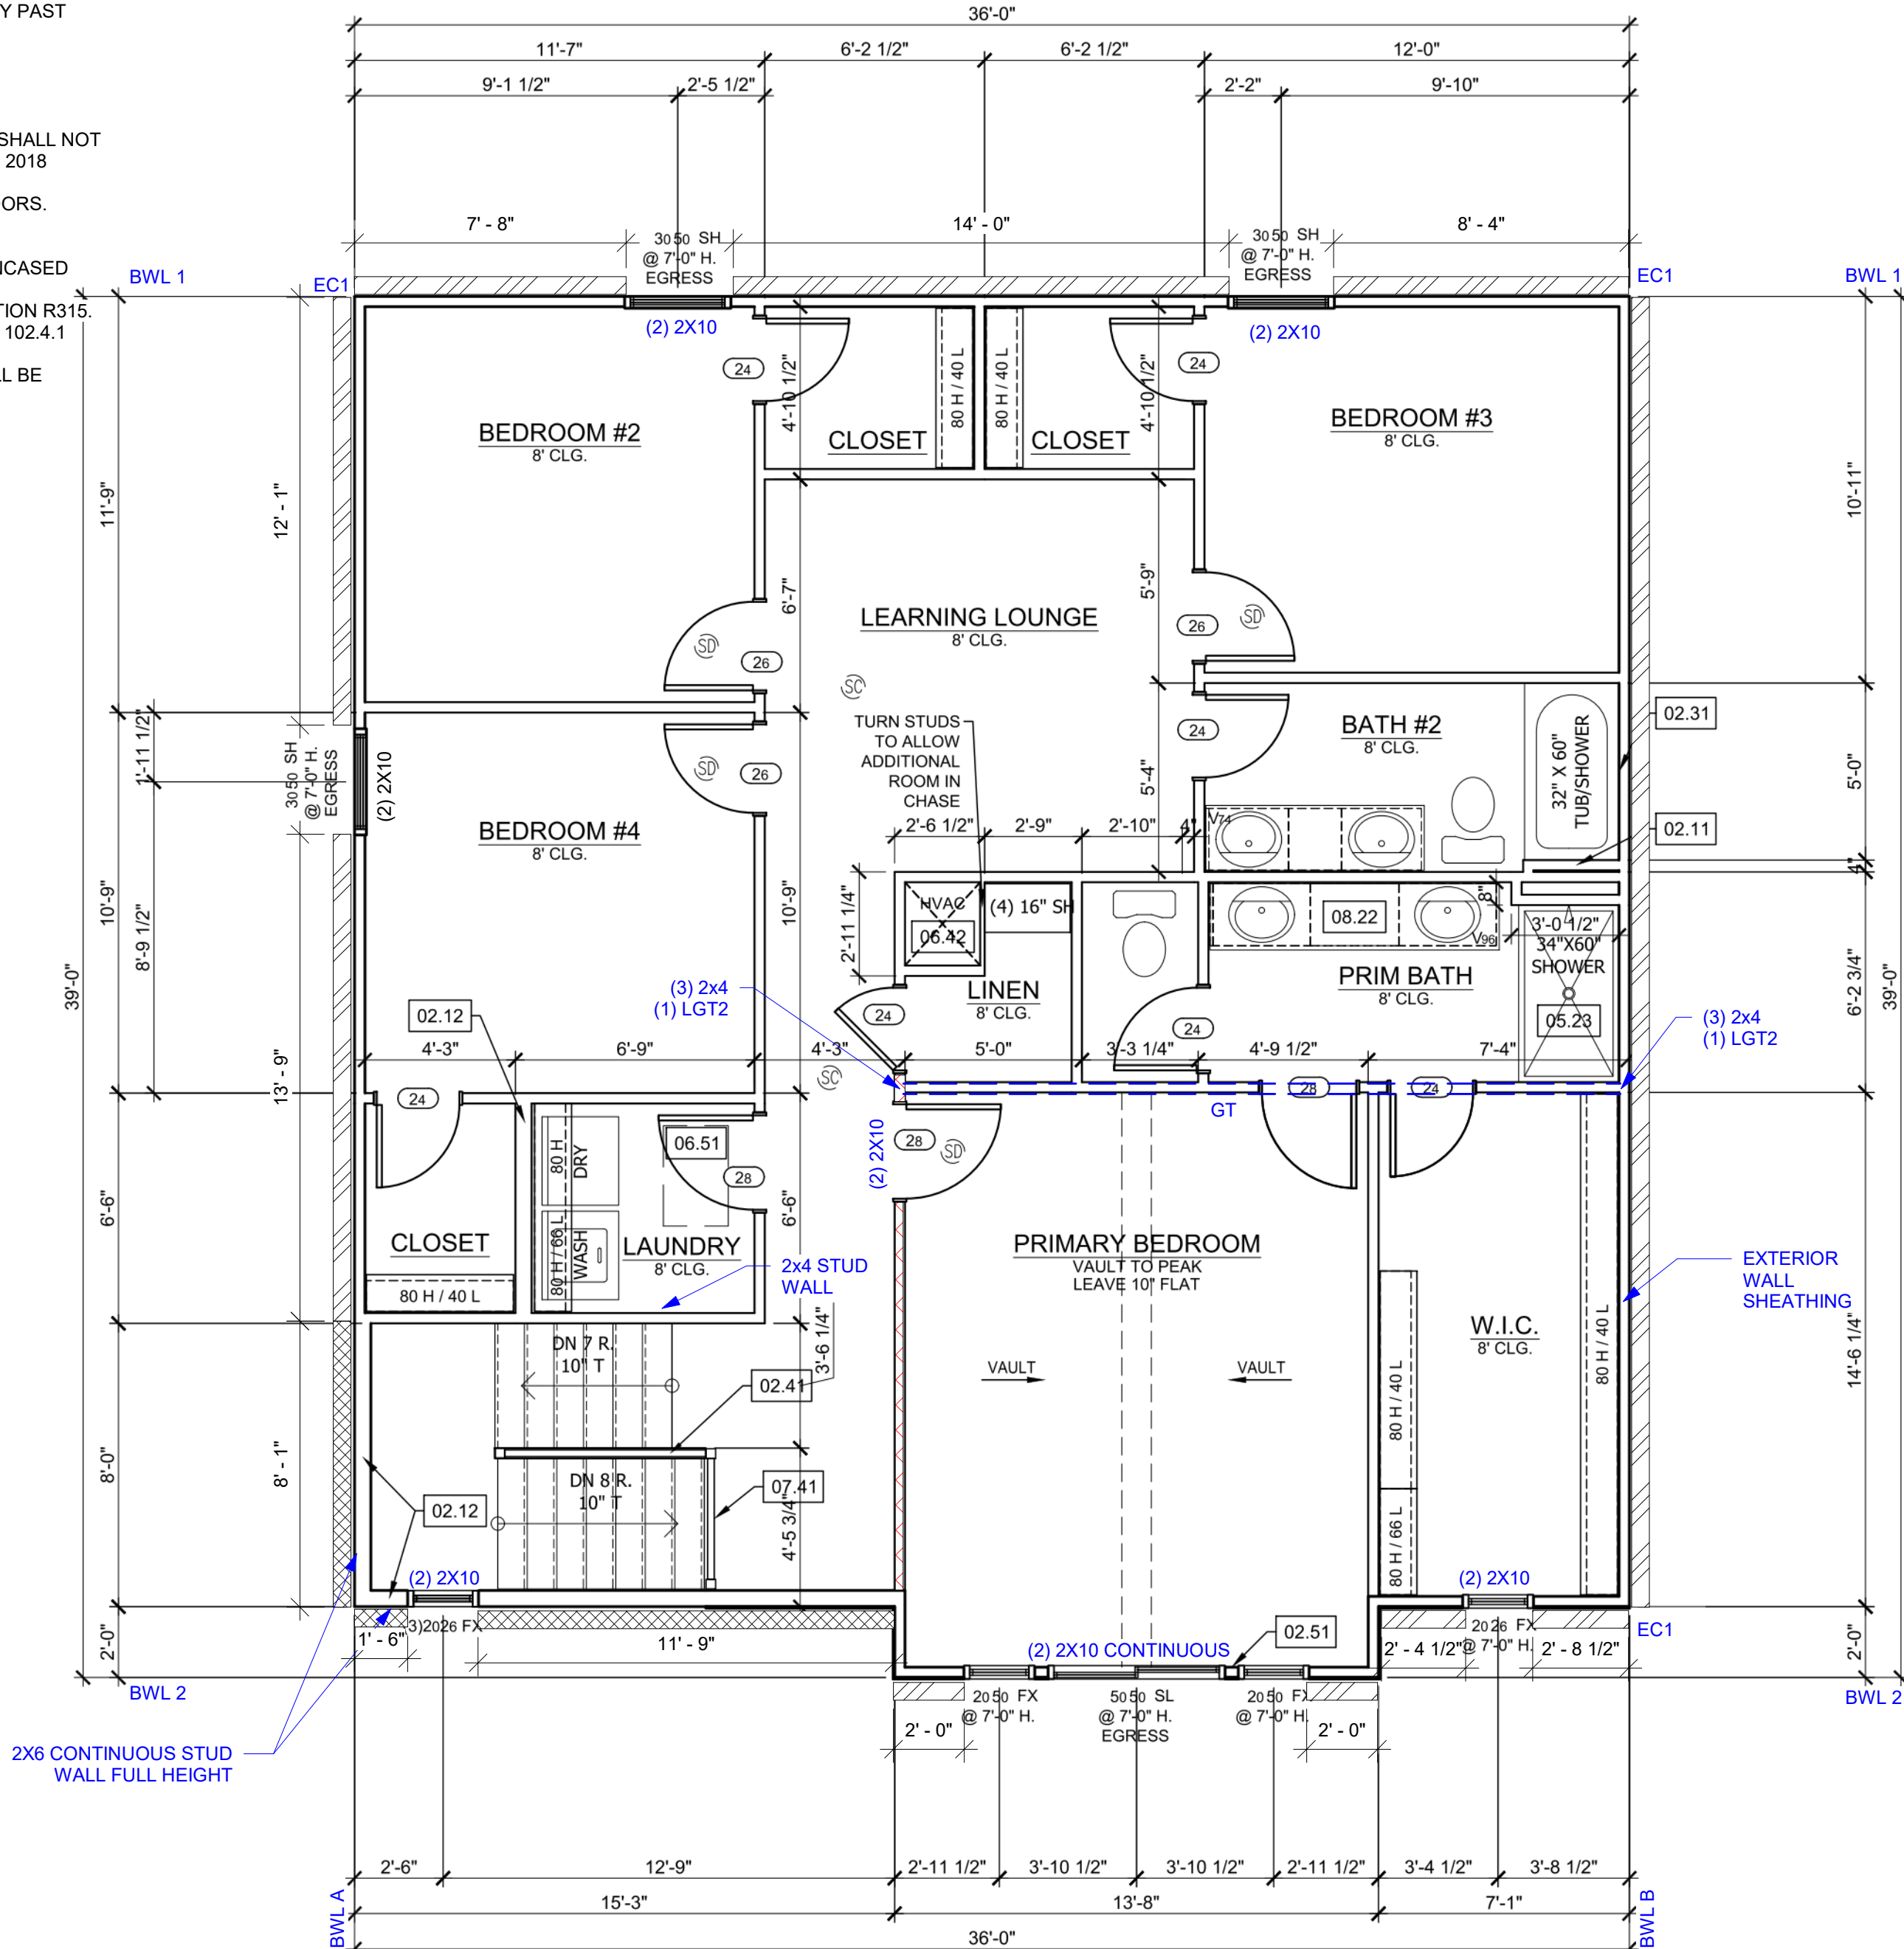 Y PAST
SHALL NOT
2018
ORS.
NCASED
TION R315.
102.4.1
LL BE
36'-0"
11'-7"
6'-2 1/2"
6'-2 1/2"
12'-0"
9'-1 1/2"
2'-5 1/2"
2'-2"
9'-10"
7' - 8"
14' - 0"
8' - 4"
3050 SH
@ 7'-0" H.
EGRESS
3050 SH
@ 7'-0" H.
EGRESS
BWL 1
EC1
EC1
BWL 1
(2) 2X10
(2) 2X10
24
24
4'-10 1/2"
4'-10 1/2"
80 H / 40 L
80 H / 40 L
BEDROOM #2
8' CLG.
CLOSET
CLOSET
BEDROOM #3
8' CLG.
11'-9"
12' - 1"
10'-11"
6'-7"
5'-9"
LEARNING LOUNGE
8' CLG.
SD
26
26
SD
SC
1'-11 1/2"
3050 SH
@ 7'-0" H.
EGRESS
(2) 2X10
SD
26
TURN STUDS
TO ALLOW
ADDITIONAL
ROOM IN
CHASE
24
5'-4"
BATH #2
8' CLG.
32" X 60"
TUB/SHOWER
02.31
5'-0"
02.11
BEDROOM #4
8' CLG.
2'-6 1/2"
2'-9"
2'-10"
4"
V74
4"
10'-9"
8'-9 1/2"
10'-9"
39'-0"
2'-11 1/4"
HVAC
06.42
(4) 16" SH
08.22
V96
8"
3'-0 1/2"
34"X60"
SHOWER
05.23
PRIM BATH
8' CLG.
LINEN
8' CLG.
6'-2 3/4"
39'-0"
(3) 2x4
(1) LGT2
(3) 2x4
(1) LGT2
02.12
24
24
4'-3"
6'-9"
4'-3"
5'-0"
3'-3 1/4"
4'-9 1/2"
7'-4"
SC
13' - 9"
24
28
24
GT
(2) 2X10
28
SD
06.51
28
80 H
DRY
80 H / 66 L
WASH
6'-6"
6'-6"
CLOSET
80 H / 40 L
LAUNDRY
8' CLG.
2x4 STUD
WALL
PRIMARY BEDROOM
VAULT TO PEAK
LEAVE 10" FLAT
EXTERIOR
WALL
SHEATHING
W.I.C.
8' CLG.
80 H / 40 L
80 H / 40 L
80 H / 66 L
14'-6 1/4"
VAULT
VAULT
DN 7 R.
10" T
3'-6 1/4"
02.41
8'-0"
8' - 1"
DN 8 R.
10" T
07.41
4'-5 3/4"
02.12
(2) 2X10
(2) 2X10
3)2026 FX
1' - 6"
11' - 9"
2'-0"
(2) 2X10 CONTINUOUS
02.51
2026 FX
@ 7'-0" H.
2' - 4 1/2"
2' - 8 1/2"
EC1
2'-0"
BWL 2
BWL 2
2050 FX
@ 7'-0" H.
5050 SL
@ 7'-0" H.
EGRESS
2050 FX
@ 7'-0" H.
2' - 0"
2' - 0"
2X6 CONTINUOUS STUD
WALL FULL HEIGHT
2'-6"
12'-9"
2'-11 1/2"
3'-10 1/2"
3'-10 1/2"
2'-11 1/2"
3'-4 1/2"
3'-8 1/2"
BWL A
15'-3"
13'-8"
7'-1"
BWL B
36'-0"